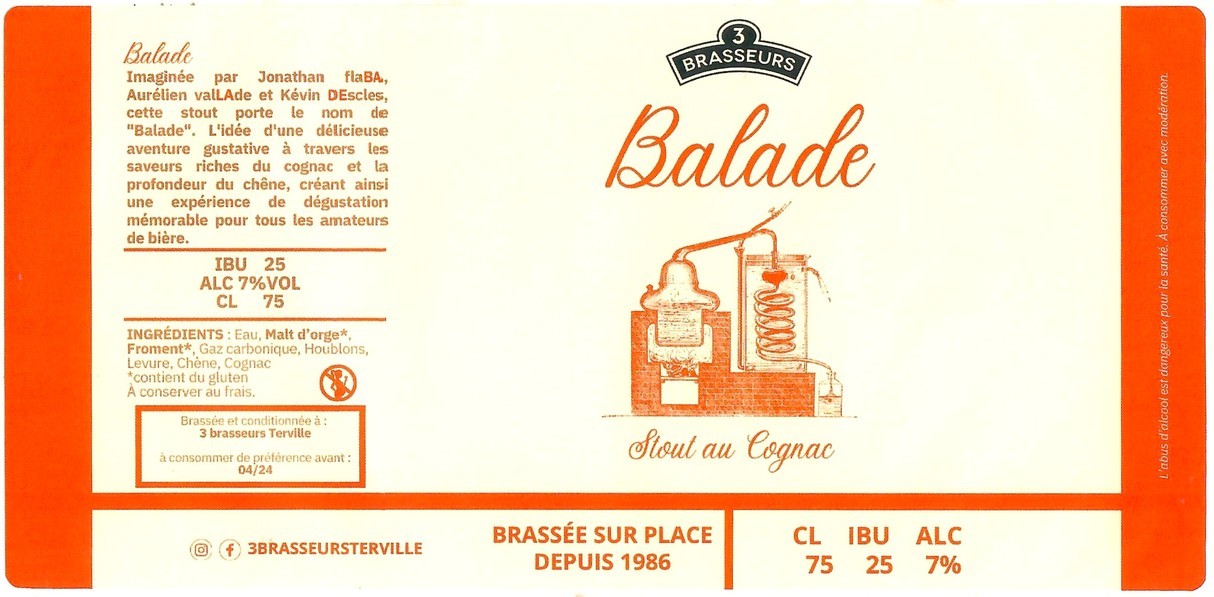 Balade
Imaginée par Jonathan flaBA,
Aurélien valLAde et Kévin DEscles,
cette stout porte le nom de
"Balade". L'idée d'une délicieuse
aventure gustative à travers les
saveurs riches du cognac et la
profondeur du chêne, créant ainsi
une expérience de dégustation
mémorable pour tous les amateurs
de bière.
IBU 25
ALC 7%VOL
CL 75
INGRÉDIENTS : Eau, Malt d'orge*,
Froment*, Gaz carbonique, Houblons,
Levure, Chêne, Cognac
*contient du gluten
À conserver au frais.
Brassée et conditionnée à :
3 brasseurs Terville
à consommer de préférence avant :
04/24
3BRASSEURSTERVILLE
3
BRASSEURS
Balade
Stout au Cognac
BRASSÉE SUR PLACE
DEPUIS 1986
CL IBU ALC
75 25 7%
L'abus d'alcool est dangereux pour la santé. À consommer avec modération.